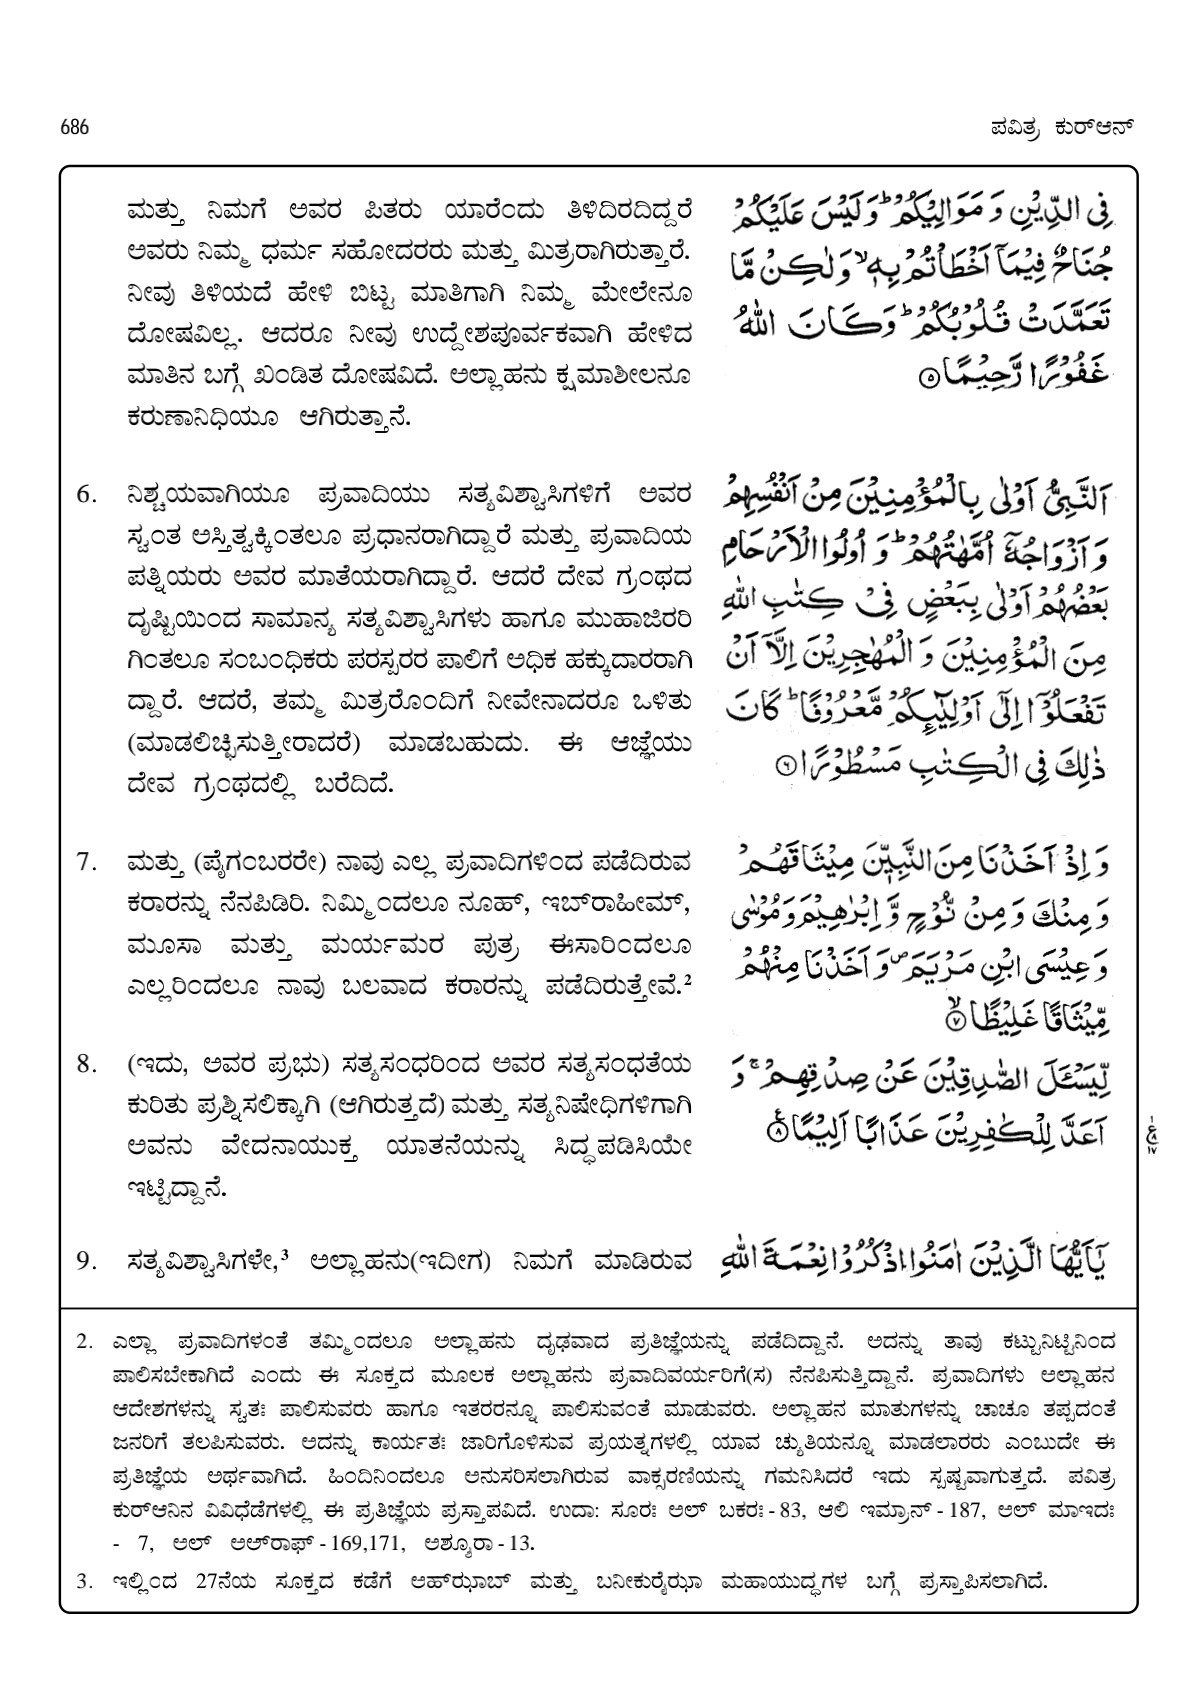 686
ಪವಿತ್ರ ಕುರ್‌ಆನ್
ಮತ್ತು ನಿಮಗೆ ಅವರ ಪಿತರು ಯಾರೆಂದು ತಿಳಿದಿರದಿದ್ದರೆ
ಅವರು ನಿಮ್ಮ ಧರ್ಮ ಸಹೋದರರು ಮತ್ತು ಮಿತ್ರರಾಗಿರುತ್ತಾರೆ.
ನೀವು ತಿಳಿಯದೆ ಹೇಳಿ ಬಿಟ್ಟ ಮಾತಿಗಾಗಿ ನಿಮ್ಮ ಮೇಲೇನೂ
ದೋಷವಿಲ್ಲ. ಆದರೂ ನೀವು ಉದ್ದೇಶಪೂರ್ವಕವಾಗಿ ಹೇಳಿದ
ಮಾತಿನ ಬಗ್ಗೆ ಖಂಡಿತ ದೋಷವಿದೆ. ಅಲ್ಲಾಹನು ಕ್ಷಮಾಶೀಲನೂ
ಕರುಣಾನಿಧಿಯೂ ಆಗಿರುತ್ತಾನೆ.
فِي الدِّيْنِ وَ مَوَالِيْكُمْ ؕ وَ لَيْسَ عَلَيْكُمْ
جُنَاحٌ فِيْمَاۤ اَخْطَاْتُمْ بِهٖ ۙ وَ لٰكِنْ مَّا
تَعَمَّدَتْ قُلُوْبُكُمْ ؕ وَ كَانَ اللّٰهُ
غَفُوْرًا رَّحِيْمًا ۵
6. ನಿಶ್ಚಯವಾಗಿಯೂ ಪ್ರವಾದಿಯು ಸತ್ಯವಿಶ್ವಾಸಿಗಳಿಗೆ ಅವರ
ಸ್ವಂತ ಅಸ್ತಿತ್ವಕ್ಕಿಂತಲೂ ಪ್ರಧಾನರಾಗಿದ್ದಾರೆ ಮತ್ತು ಪ್ರವಾದಿಯ
ಪತ್ನಿಯರು ಅವರ ಮಾತೆಯರಾಗಿದ್ದಾರೆ. ಆದರೆ ದೇವ ಗ್ರಂಥದ
ದೃಷ್ಟಿಯಿಂದ ಸಾಮಾನ್ಯ ಸತ್ಯವಿಶ್ವಾಸಿಗಳು ಹಾಗೂ ಮುಹಾಜಿರರಿ
ಗಿಂತಲೂ ಸಂಬಂಧಿಕರು ಪರಸ್ಪರರ ಪಾಲಿಗೆ ಅಧಿಕ ಹಕ್ಕುದಾರರಾಗಿ
ದ್ದಾರೆ. ಆದರೆ, ತಮ್ಮ ಮಿತ್ರರೊಂದಿಗೆ ನೀವೇನಾದರೂ ಒಳಿತು
(ಮಾಡಲಿಚ್ಛಿಸುತ್ತೀರಾದರೆ) ಮಾಡಬಹುದು. ಈ ಆಜ್ಞೆಯು
ದೇವ ಗ್ರಂಥದಲ್ಲಿ ಬರೆದಿದೆ.
اَلنَّبِيُّ اَوْلٰى بِالْمُؤْمِنِيْنَ مِنْ اَنْفُسِهِمْ
وَ اَزْوَاجُهٗۤ اُمَّهٰتُهُمْ ؕ وَ اُولُوا الْاَرْحَامِ
بَعْضُهُمْ اَوْلٰى بِبَعْضٍ فِيْ كِتٰبِ اللّٰهِ
مِنَ الْمُؤْمِنِيْنَ وَ الْمُهٰجِرِيْنَ اِلَّاۤ اَنْ
تَفْعَلُوْۤا اِلٰۤى اَوْلِيٰٓىِٕكُمْ مَّعْرُوْفًا ؕ كَانَ
ذٰلِكَ فِي الْكِتٰبِ مَسْطُوْرًا ۶
7. ಮತ್ತು (ಪೈಗಂಬರರೇ) ನಾವು ಎಲ್ಲ ಪ್ರವಾದಿಗಳಿಂದ ಪಡೆದಿರುವ
ಕರಾರನ್ನು ನೆನಪಿಡಿರಿ. ನಿಮ್ಮಿಂದಲೂ ನೂಹ್, ಇಬ್‌ರಾಹೀಮ್,
ಮೂಸಾ ಮತ್ತು ಮರ್ಯಮರ ಪುತ್ರ ಈಸಾರಿಂದಲೂ
ಎಲ್ಲರಿಂದಲೂ ನಾವು ಬಲವಾದ ಕರಾರನ್ನು ಪಡೆದಿರುತ್ತೇವೆ.²
وَ اِذْ اَخَذْنَا مِنَ النَّبِيّٖنَ مِيْثَاقَهُمْ
وَ مِنْكَ وَ مِنْ نُّوْحٍ وَّ اِبْرٰهِيْمَ وَ مُوْسٰى
وَ عِيْسَى ابْنِ مَرْيَمَ ۪ وَ اَخَذْنَا مِنْهُمْ
مِّيْثَاقًا غَلِيْظًا ۙ۷
8. (ಇದು, ಅವರ ಪ್ರಭು) ಸತ್ಯಸಂಧರಿಂದ ಅವರ ಸತ್ಯಸಂಧತೆಯ
ಕುರಿತು ಪ್ರಶ್ನಿಸಲಿಕ್ಕಾಗಿ (ಆಗಿರುತ್ತದೆ) ಮತ್ತು ಸತ್ಯನಿಷೇಧಿಗಳಿಗಾಗಿ
ಅವನು ವೇದನಾಯುಕ್ತ ಯಾತನೆಯನ್ನು ಸಿದ್ಧಪಡಿಸಿಯೇ
ಇಟ್ಟಿದ್ದಾನೆ.
لِّيَسْـَٔلَ الصّٰدِقِيْنَ عَنْ صِدْقِهِمْ ۚ وَ
اَعَدَّ لِلْكٰفِرِيْنَ عَذَابًا اَلِيْمًا ۸
9. ಸತ್ಯವಿಶ್ವಾಸಿಗಳೇ,³ ಅಲ್ಲಾಹನು(ಇದೀಗ) ನಿಮಗೆ ಮಾಡಿರುವ
يٰۤاَيُّهَا الَّذِيْنَ اٰمَنُوا اذْكُرُوْا نِعْمَةَ اللّٰهِ
2. ಎಲ್ಲಾ ಪ್ರವಾದಿಗಳಂತೆ ತಮ್ಮಿಂದಲೂ ಅಲ್ಲಾಹನು ದೃಢವಾದ ಪ್ರತಿಜ್ಞೆಯನ್ನು ಪಡೆದಿದ್ದಾನೆ. ಅದನ್ನು ತಾವು ಕಟ್ಟುನಿಟ್ಟಿನಿಂದ
ಪಾಲಿಸಬೇಕಾಗಿದೆ ಎಂದು ಈ ಸೂಕ್ತದ ಮೂಲಕ ಅಲ್ಲಾಹನು ಪ್ರವಾದಿವರ್ಯರಿಗೆ(ಸ) ನೆನಪಿಸುತ್ತಿದ್ದಾನೆ. ಪ್ರವಾದಿಗಳು ಅಲ್ಲಾಹನ
ಆದೇಶಗಳನ್ನು ಸ್ವತಃ ಪಾಲಿಸುವರು ಹಾಗೂ ಇತರರನ್ನೂ ಪಾಲಿಸುವಂತೆ ಮಾಡುವರು. ಅಲ್ಲಾಹನ ಮಾತುಗಳನ್ನು ಚಾಚೂ ತಪ್ಪದಂತೆ
ಜನರಿಗೆ ತಲಪಿಸುವರು. ಅದನ್ನು ಕಾರ್ಯತಃ ಜಾರಿಗೊಳಿಸುವ ಪ್ರಯತ್ನಗಳಲ್ಲಿ ಯಾವ ಚ್ಯುತಿಯನ್ನೂ ಮಾಡಲಾರರು ಎಂಬುದೇ ಈ
ಪ್ರತಿಜ್ಞೆಯ ಅರ್ಥವಾಗಿದೆ. ಹಿಂದಿನಿಂದಲೂ ಅನುಸರಿಸಲಾಗಿರುವ ವಾಕ್ಸರಣಿಯನ್ನು ಗಮನಿಸಿದರೆ ಇದು ಸ್ಪಷ್ಟವಾಗುತ್ತದೆ. ಪವಿತ್ರ
ಕುರ್‌ಆನಿನ ವಿವಿಧೆಡೆಗಳಲ್ಲಿ ಈ ಪ್ರತಿಜ್ಞೆಯ ಪ್ರಸ್ತಾಪವಿದೆ. ಉದಾ: ಸೂರಃ ಅಲ್ ಬಕರಃ - 83, ಆಲಿ ಇಮ್ರಾನ್ - 187, ಅಲ್ ಮಾಇದಃ
- 7, ಅಲ್ ಅಅ್‌ರಾಫ್ - 169,171, ಅಶ್ಶೂರಾ - 13.
3. ಇಲ್ಲಿಂದ 27ನೆಯ ಸೂಕ್ತದ ಕಡೆಗೆ ಅಹ್‌ಝಾಬ್ ಮತ್ತು ಬನೀಕುರೈಝಾ ಮಹಾಯುದ್ಧಗಳ ಬಗ್ಗೆ ಪ್ರಸ್ತಾಪಿಸಲಾಗಿದೆ.